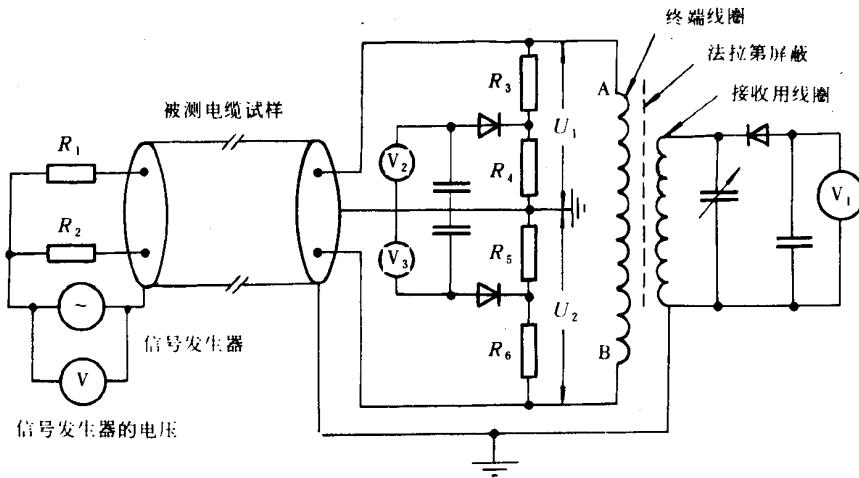 终端线圈
法拉第屏蔽
接收用线圈
被测电缆试样
R₁
R₂
R₃
R₄
R₅
R₆
U₁
U₂
A
B
V₂
V₃
V₁
~
信号发生器
V
信号发生器的电压